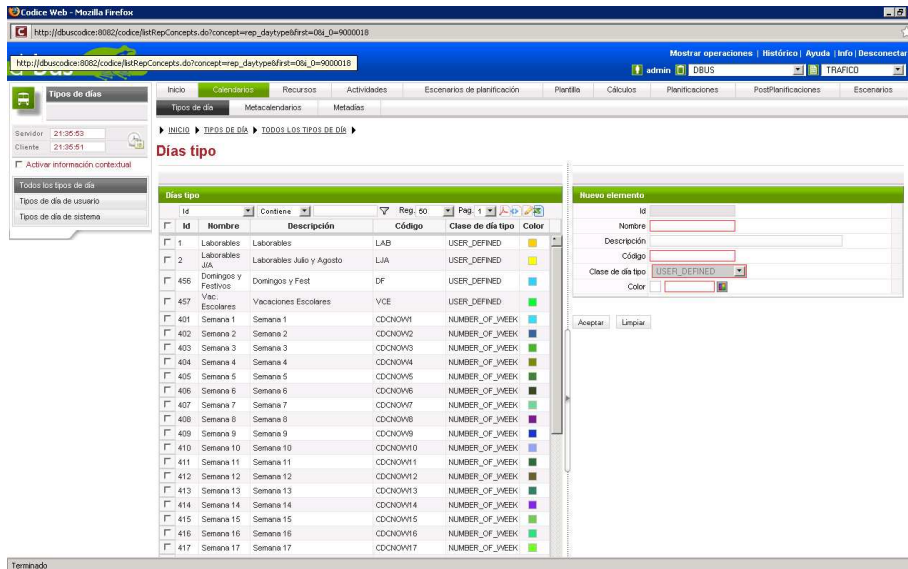 Codice Web - Mozilla Firefox
http://dbuscodice:8082/codice/listRepConcepts.do?concept=rep_daytype&first=0&i_0=9000018
Mostrar operaciones | Histórico | Ayuda | Info | Desconectar
http://dbuscodice:8082/codice/listRepConcepts.do?concept=rep_daytype&first=0&i_0=9000018
admin DBUS TRAFICO
Tipos de días
Inicio Calendarios Recursos Actividades Escenarios de planificación Plantilla Cálculos Planificaciones PostPlanificaciones Escenarios
Tipos de día Metacalendarios Metadías
Servidor 21:35:53
Cliente 21:35:51
Activar información contextual
Todos los tipos de día
Tipos de día de usuario
Tipos de día de sistema
INICIO TIPOS DE DÍA TODOS LOS TIPOS DE DÍA
Días tipo
Días tipo
Id Contiene Reg. 50 Pag. 1
Id Nombre Descripción Código Clase de día tipo Color
1 Laborables Laborables LAB USER_DEFINED
2 Laborables J/A Laborables Julio y Agosto LJA USER_DEFINED
456 Domingos y Festivos Domingos y Fest DF USER_DEFINED
457 Vac. Escolares Vacaciones Escolares VCE USER_DEFINED
401 Semana 1 Semana 1 CDCNOW1 NUMBER_OF_WEEK
402 Semana 2 Semana 2 CDCNOW2 NUMBER_OF_WEEK
403 Semana 3 Semana 3 CDCNOW3 NUMBER_OF_WEEK
404 Semana 4 Semana 4 CDCNOW4 NUMBER_OF_WEEK
405 Semana 5 Semana 5 CDCNOW5 NUMBER_OF_WEEK
406 Semana 6 Semana 6 CDCNOW6 NUMBER_OF_WEEK
407 Semana 7 Semana 7 CDCNOW7 NUMBER_OF_WEEK
408 Semana 8 Semana 8 CDCNOW8 NUMBER_OF_WEEK
409 Semana 9 Semana 9 CDCNOW9 NUMBER_OF_WEEK
410 Semana 10 Semana 10 CDCNOW10 NUMBER_OF_WEEK
411 Semana 11 Semana 11 CDCNOW11 NUMBER_OF_WEEK
412 Semana 12 Semana 12 CDCNOW12 NUMBER_OF_WEEK
413 Semana 13 Semana 13 CDCNOW13 NUMBER_OF_WEEK
414 Semana 14 Semana 14 CDCNOW14 NUMBER_OF_WEEK
415 Semana 15 Semana 15 CDCNOW15 NUMBER_OF_WEEK
416 Semana 16 Semana 16 CDCNOW16 NUMBER_OF_WEEK
417 Semana 17 Semana 17 CDCNOW17 NUMBER_OF_WEEK
Nuevo elemento
Id
Nombre
Descripción
Código
Clase de día tipo USER_DEFINED
Color
Aceptar Limpiar
Terminado